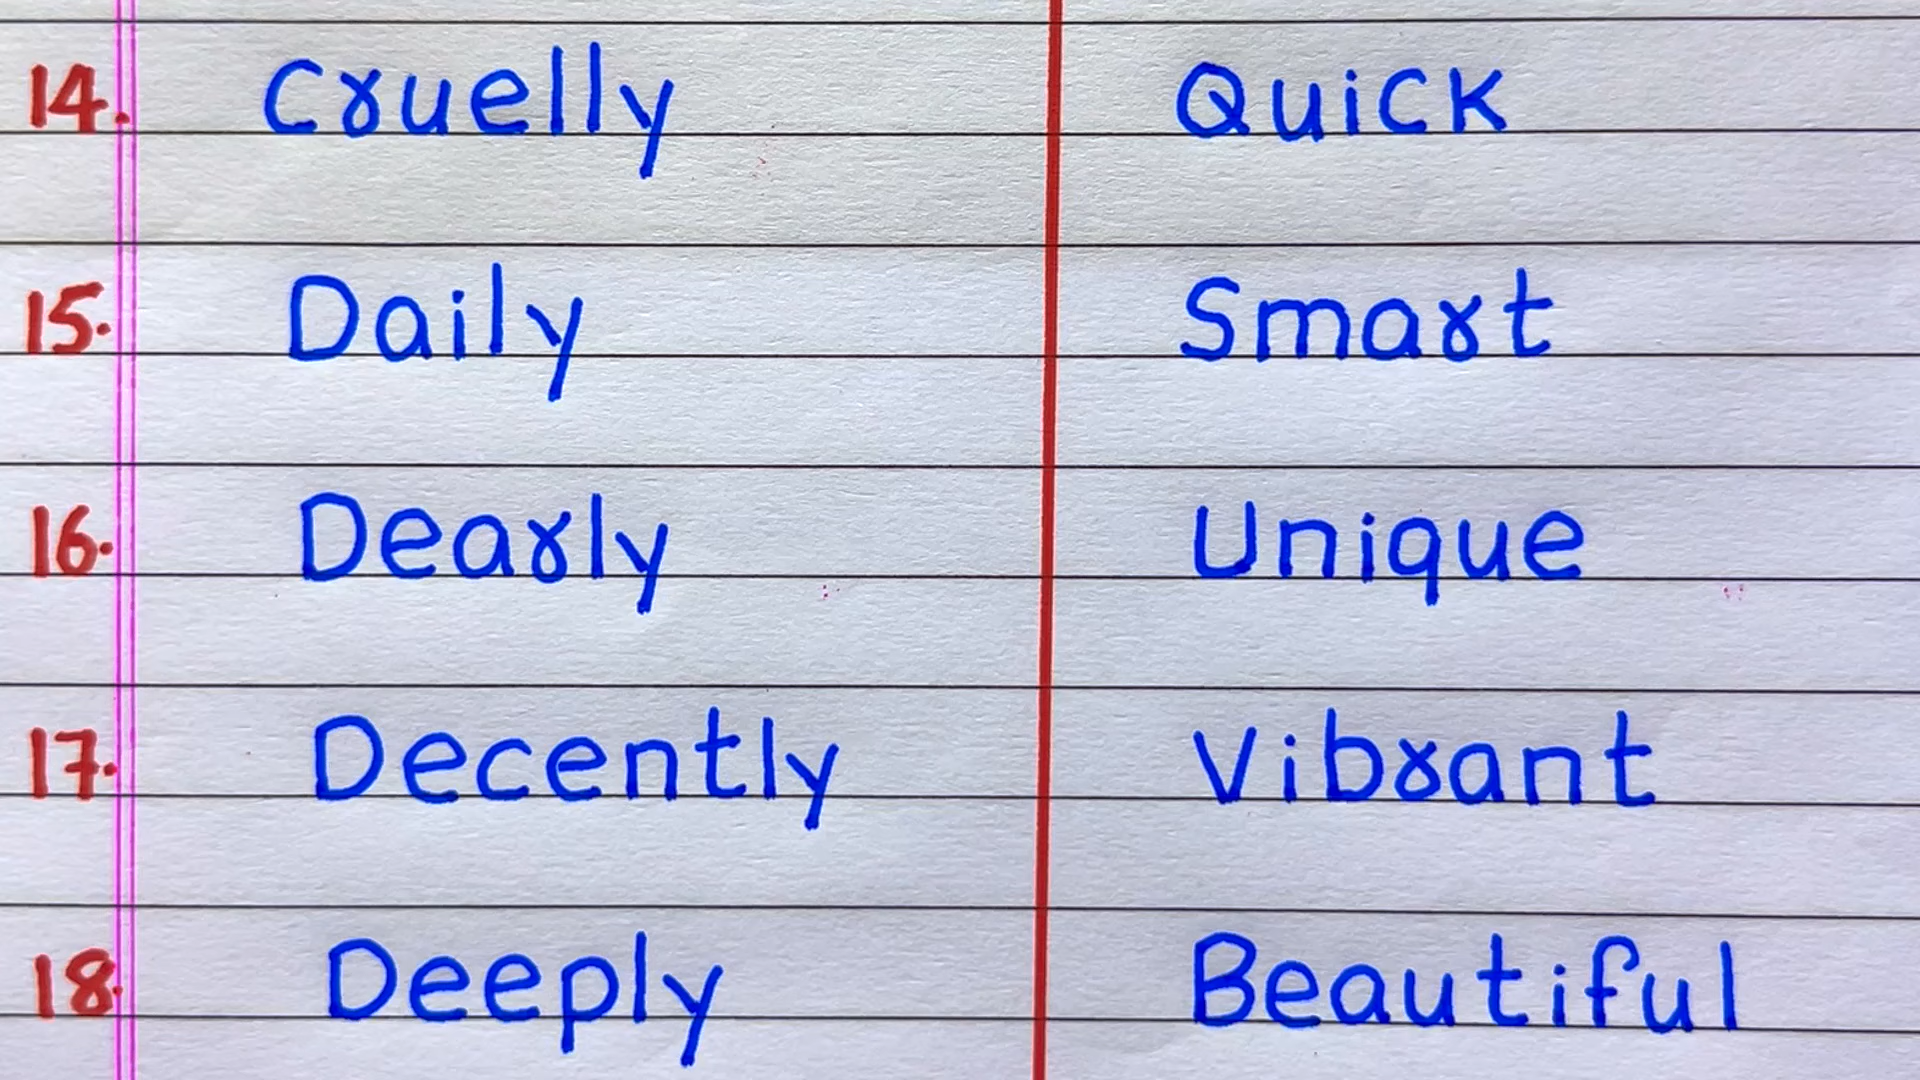 14. Cruelly Quick
15. Daily Smart
16. Dearly Unique
17. Decently Vibrant
18. Deeply Beautiful